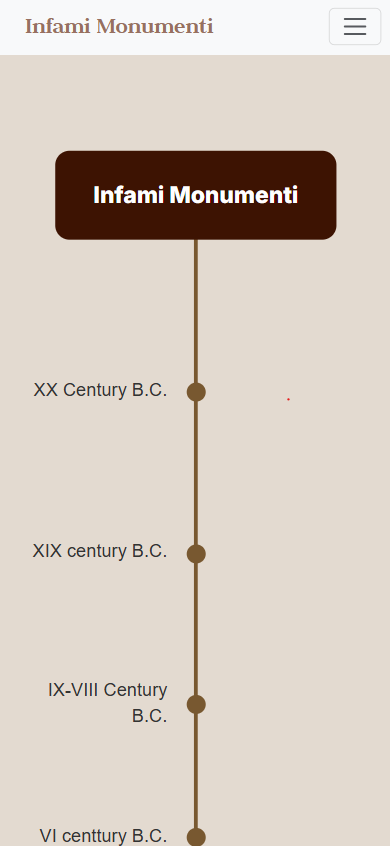 Infami Monumenti
Infami Monumenti
XX Century B.C.
XIX century B.C.
IX-VIII Century
B.C.
VI centtury B.C.